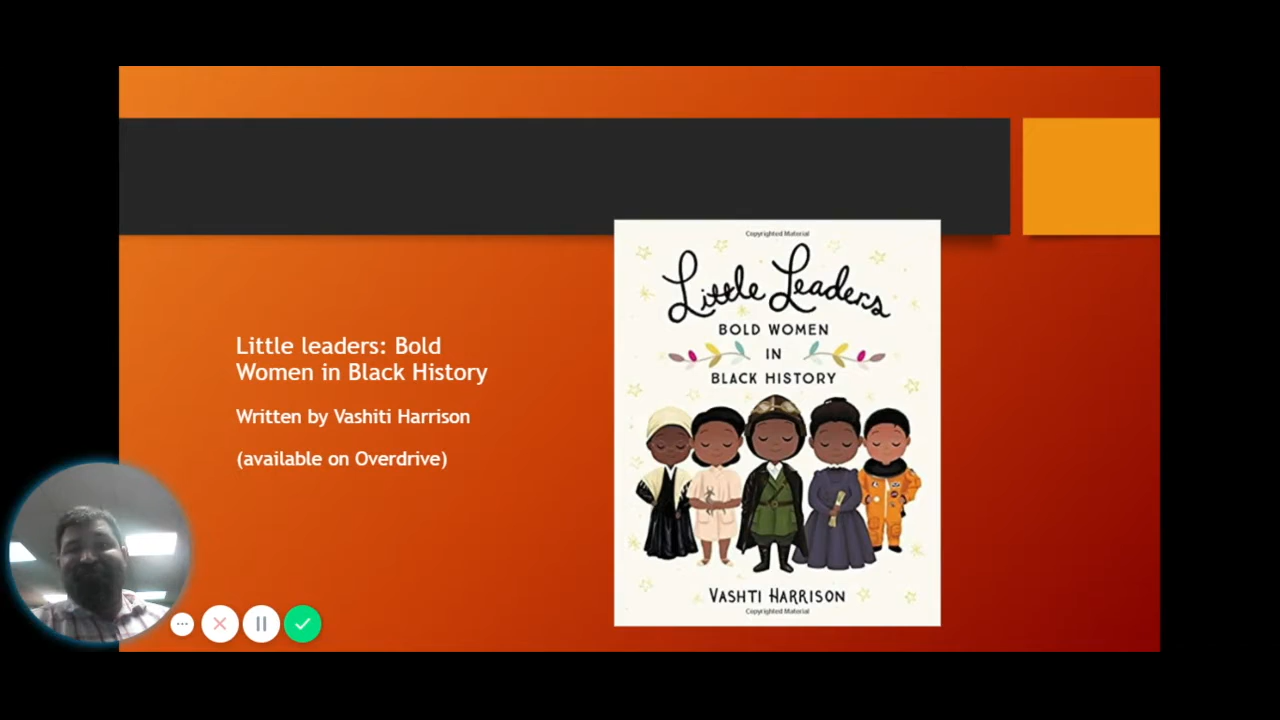 Little leaders: Bold
Women in Black History
Written by Vashiti Harrison
(available on Overdrive)
Copyrighted Material
Little Leaders
BOLD WOMEN
IN
BLACK HISTORY
VASHTI HARRISON
Copyrighted Material